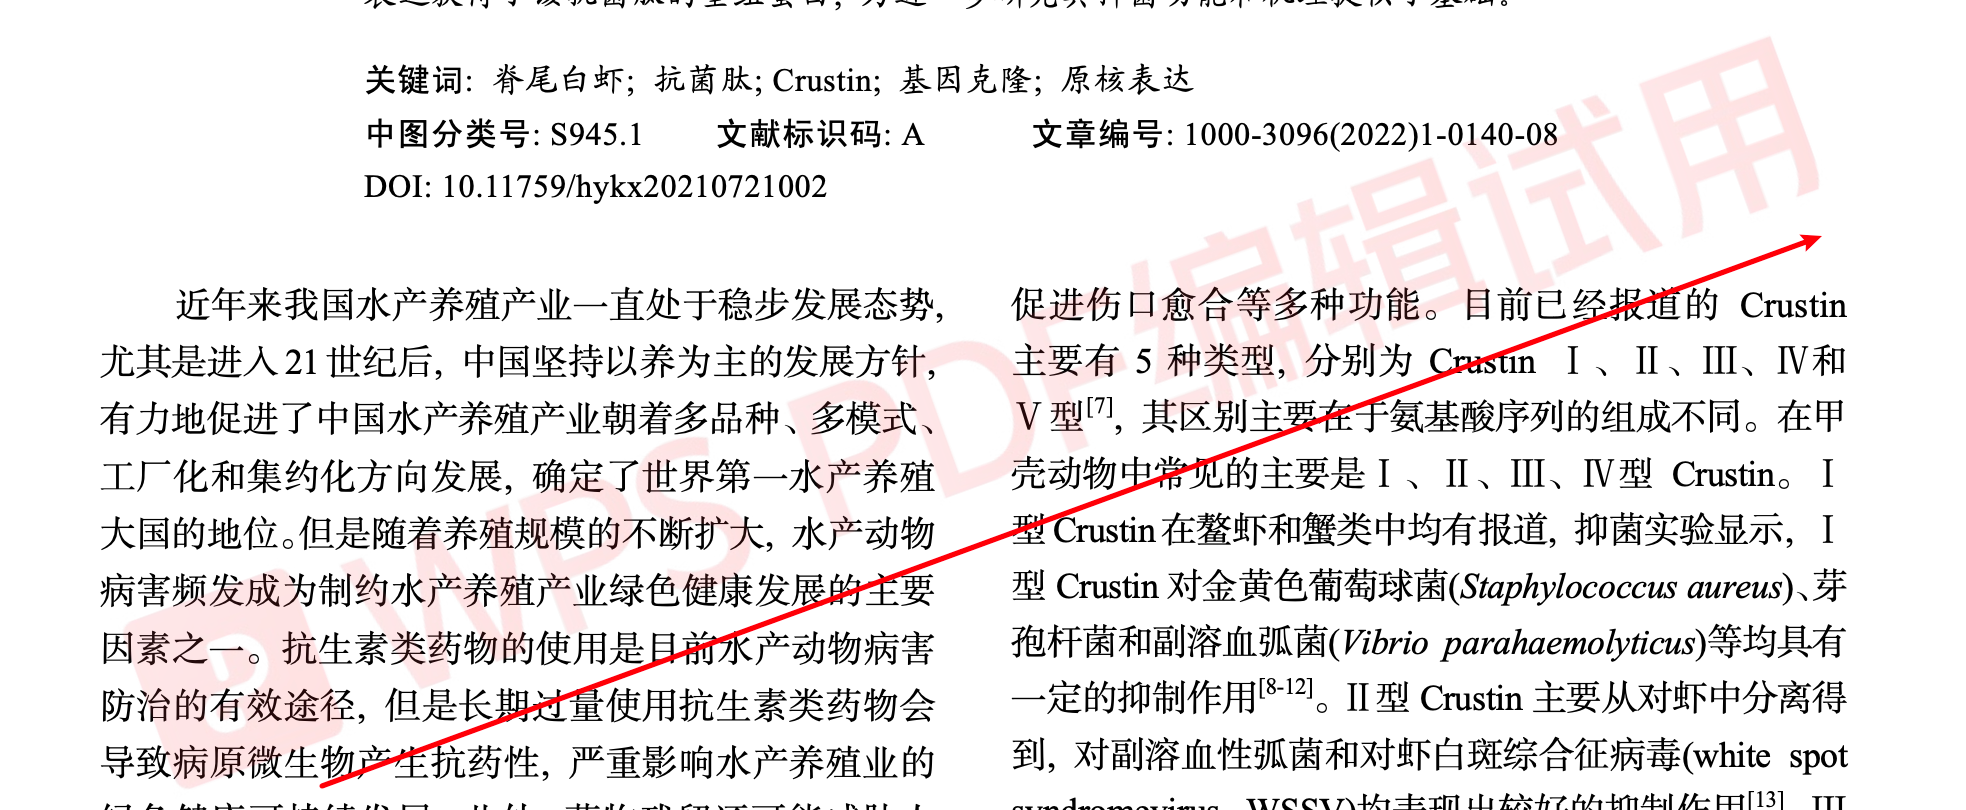 关键词: 脊尾白虾; 抗菌肽; Crustin; 基因克隆; 原核表达
中图分类号: S945.1 文献标识码: A 文章编号: 1000-3096(2022)1-0140-08
DOI: 10.11759/hykx20210721002
近年来我国水产养殖产业一直处于稳步发展态势,
尤其是进入21世纪后, 中国坚持以养为主的发展方针,
有力地促进了中国水产养殖产业朝着多品种、多模式、
工厂化和集约化方向发展, 确定了世界第一水产养殖
大国的地位。但是随着养殖规模的不断扩大, 水产动物
病害频发成为制约水产养殖产业绿色健康发展的主要
因素之一。抗生素类药物的使用是目前水产动物病害
防治的有效途径, 但是长期过量使用抗生素类药物会
导致病原微生物产生抗药性, 严重影响水产养殖业的
促进伤口愈合等多种功能。目前已经报道的 Crustin
主要有 5 种类型, 分别为 Crustin Ⅰ、Ⅱ、Ⅲ、Ⅳ和
Ⅴ型[7], 其区别主要在于氨基酸序列的组成不同。在甲
壳动物中常见的主要是Ⅰ、Ⅱ、Ⅲ、Ⅳ型 Crustin。Ⅰ
型 Crustin 在螯虾和蟹类中均有报道, 抑菌实验显示, Ⅰ
型 Crustin 对金黄色葡萄球菌(Staphylococcus aureus)、芽
孢杆菌和副溶血弧菌(Vibrio parahaemolyticus)等均具有
一定的抑制作用[8-12]。Ⅱ型 Crustin 主要从对虾中分离得
到, 对副溶血性弧菌和对虾白斑综合征病毒(white spot
WPS PDF编辑试用